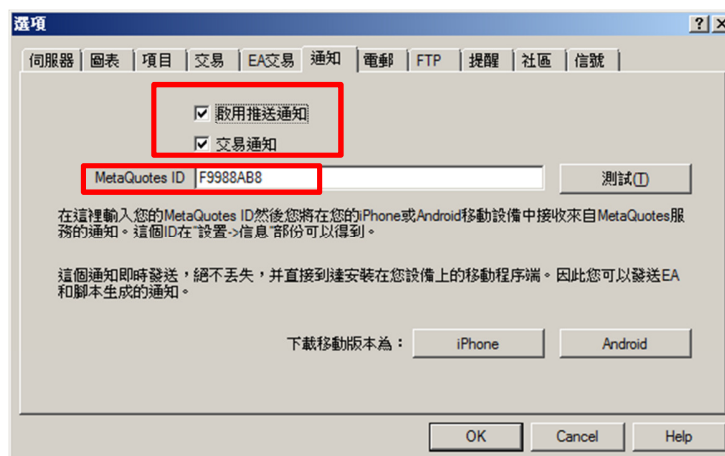 選項
伺服器 圖表 項目 交易 EA交易 通知 電郵 FTP 提醒 社區 信號
啟用推送通知
交易通知
MetaQuotes ID F9988AB8 測試(T)
在這裡輸入您的MetaQuotes ID然後您將在您的iPhone或Android移動設備中接收來自MetaQuotes服
務的通知。這個ID在"設置->信息"部份可以得到。
這個通知即時發送，絕不丟失，并直接到達安裝在您設備上的移動程序端。因此您可以發送EA
和腳本生成的通知。
下載移動版本為： iPhone Android
OK Cancel Help